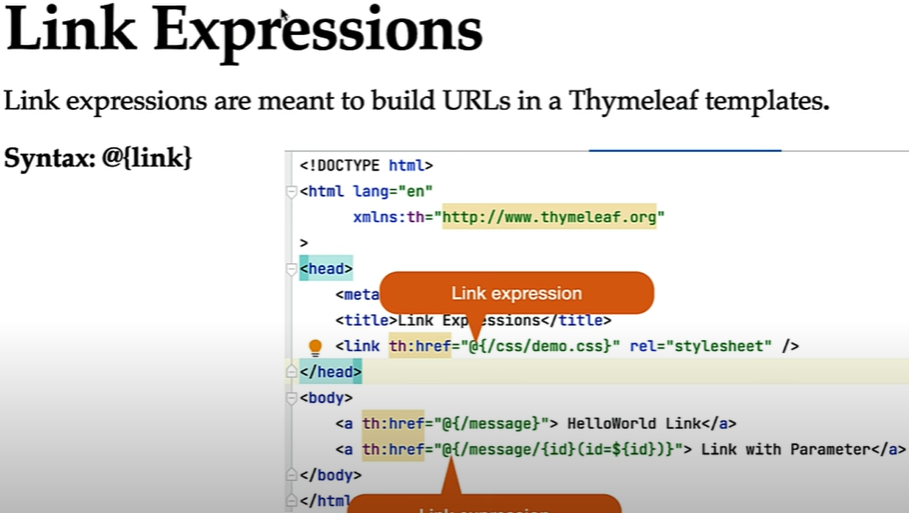 Link Expressions
Link expressions are meant to build URLs in a Thymeleaf templates.
Syntax: @{link}
<!DOCTYPE html>
<html lang="en"
xmlns:th="http://www.thymeleaf.org"
>
<head>
<meta
Link expression
<title>Link Expressions</title>
<link th:href="@{/css/demo.css}" rel="stylesheet" />
</head>
<body>
<a th:href="@{/message}"> HelloWorld Link</a>
<a th:href="@{/message/{id}(id=${id})}"> Link with Parameter</a>
</body>
</html
Link expression